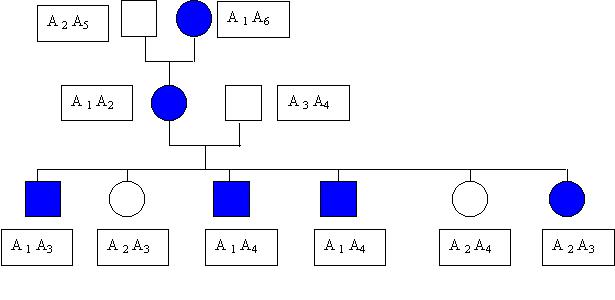 A 2 A5
A 1 A6
A 1 A2
A 3 A4
A 1 A3
A 2 A3
A 1 A4
A 1 A4
A 2 A4
A 2 A3